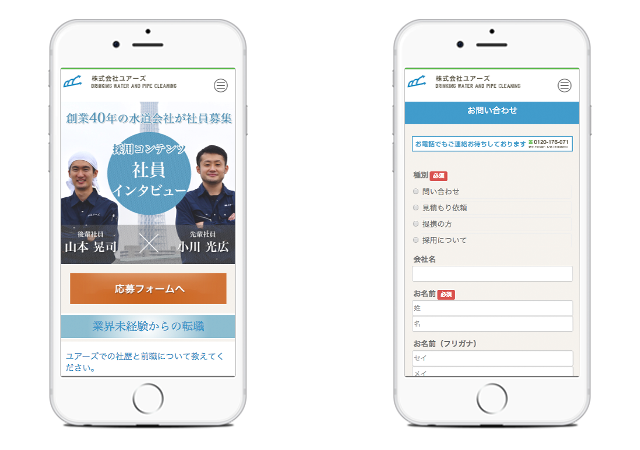 株式会社ユアーズ
DRINKING WATER AND PIPE CLEANING
創業40年の水道会社が社員募集
採用コンテンツ
社員
インタビュー
後輩社員
山本 晃司
先輩社員
小川 光広
応募フォームへ
業界未経験からの転職
ユアーズでの社歴と前職について教えてく
ださい。
株式会社ユアーズ
DRINKING WATER AND PIPE CLEANING
お問い合わせ
お電話でもご連絡お待ちしております 0120-176-071
種別 必須
問い合わせ
見積もり依頼
提携の方
採用について
会社名
お名前 必須
姓
名
お名前（フリガナ）
セイ
メイ